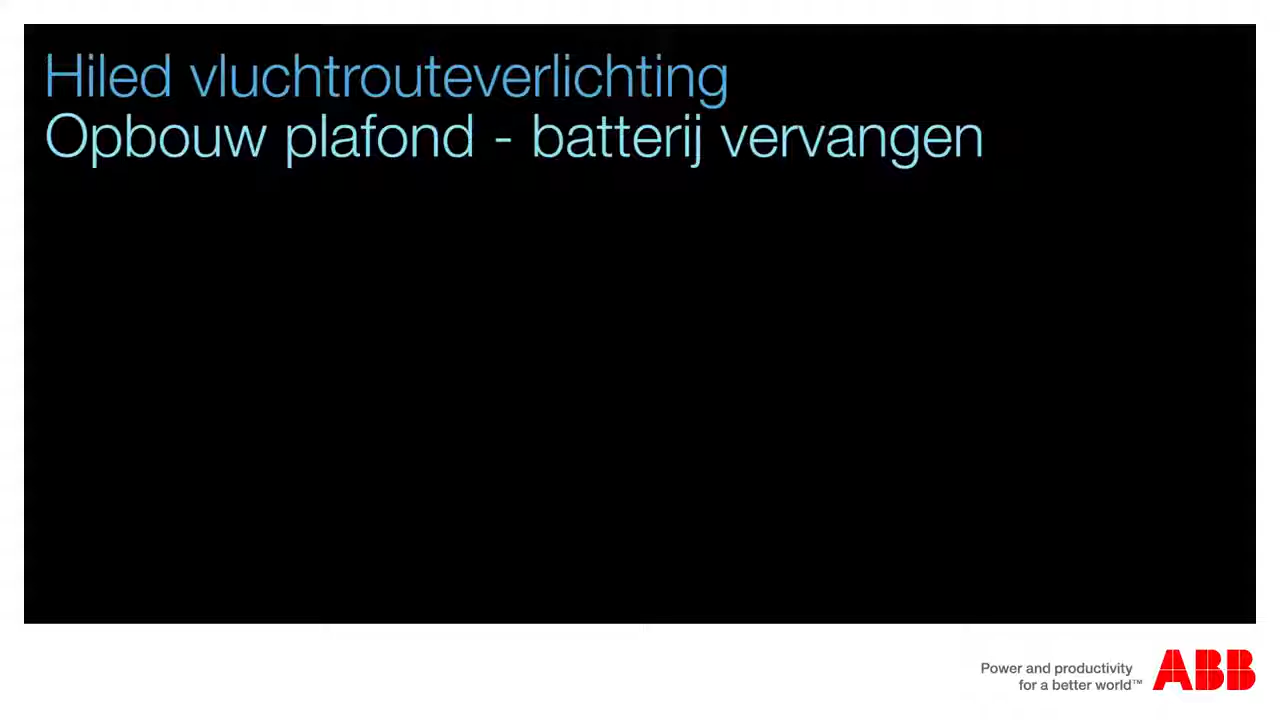 Hiled vluchtrouteverlichting
Opbouw plafond - batterij vervangen
Power and productivity
for a better world™
ABB